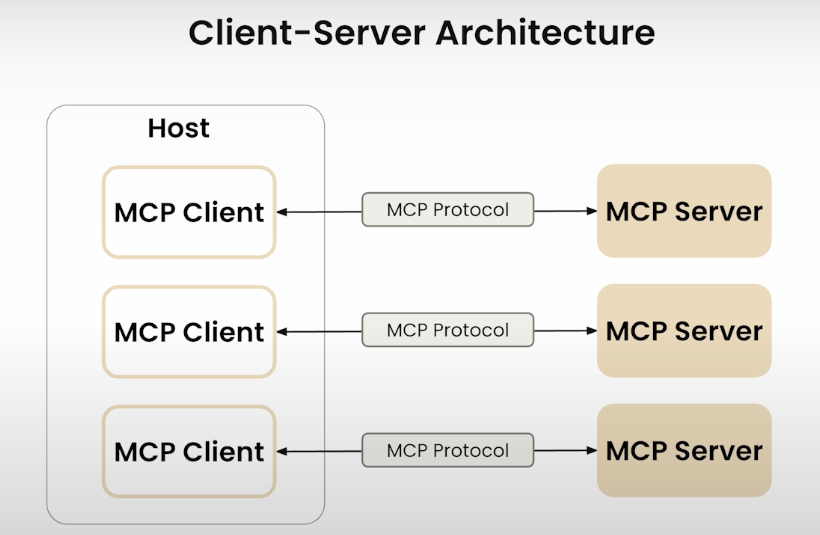 Client-Server Architecture
Host
MCP Client
MCP Protocol
MCP Server
MCP Client
MCP Protocol
MCP Server
MCP Client
MCP Protocol
MCP Server